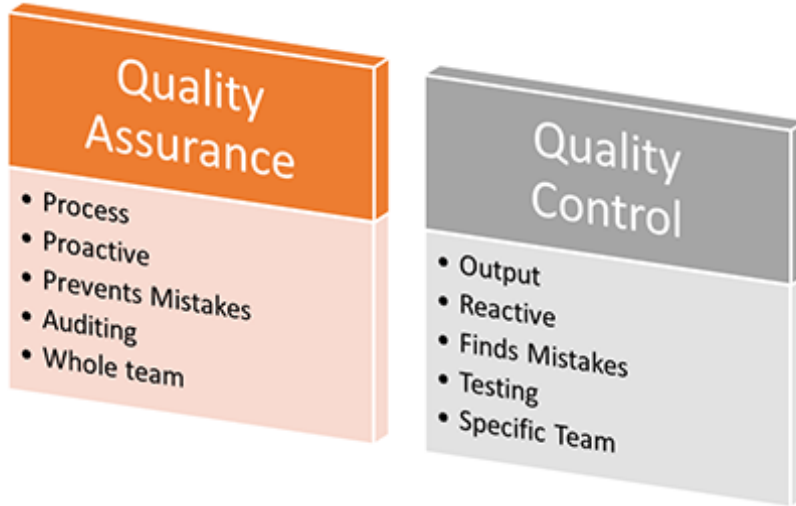 Quality
Assurance
• Process
• Proactive
• Prevents Mistakes
• Auditing
• Whole team
Quality
Control
• Output
• Reactive
• Finds Mistakes
• Testing
• Specific Team